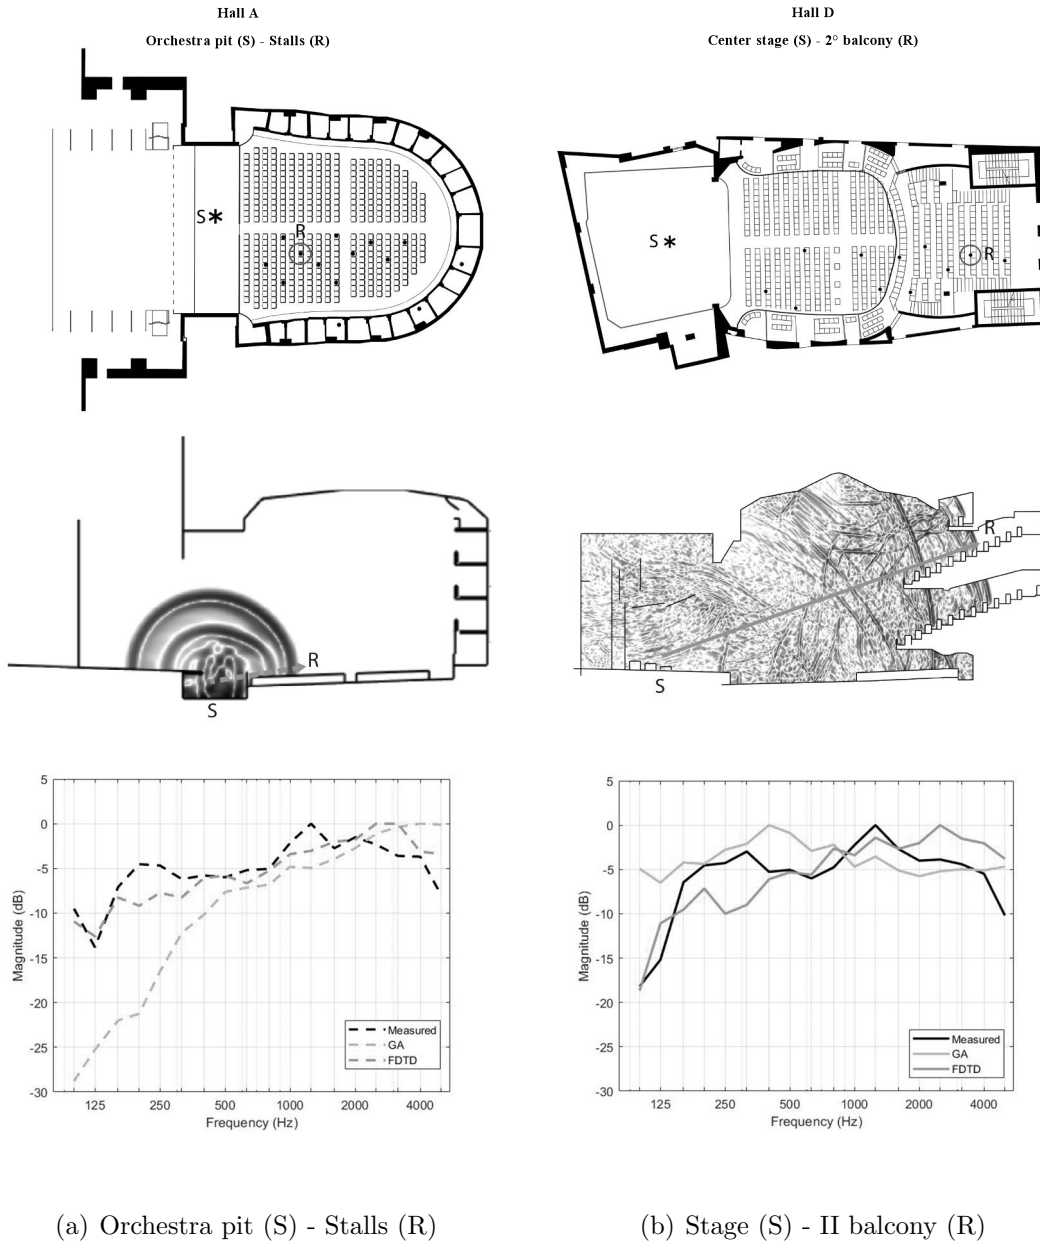 Hall A
Orchestra pit (S) - Stalls (R)
S
R
R
S
5
0
-5
-10
-15
-20
-25
-30
Magnitude (dB)
Measured
GA
FDTD
125 250 500 1000 2000 4000
Frequency (Hz)
(a) Orchestra pit (S) - Stalls (R)
Hall D
Center stage (S) - 2° balcony (R)
S
R
R
S
5
0
-5
-10
-15
-20
-25
-30
Magnitude (dB)
Measured
GA
FDTD
125 250 500 1000 2000 4000
Frequency (Hz)
(b) Stage (S) - II balcony (R)